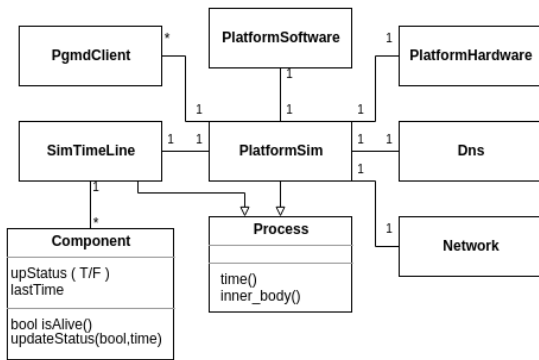 PgmdClient
*
PlatformSoftware
1
1
PlatformHardware
1
1
1
SimTimeLine
1
1
PlatformSim
1
1
Dns
1
1
Network
1
*
Component
upStatus ( T/F )
lastTime
bool isAlive()
updateStatus(bool,time)
Process
time()
inner_body()